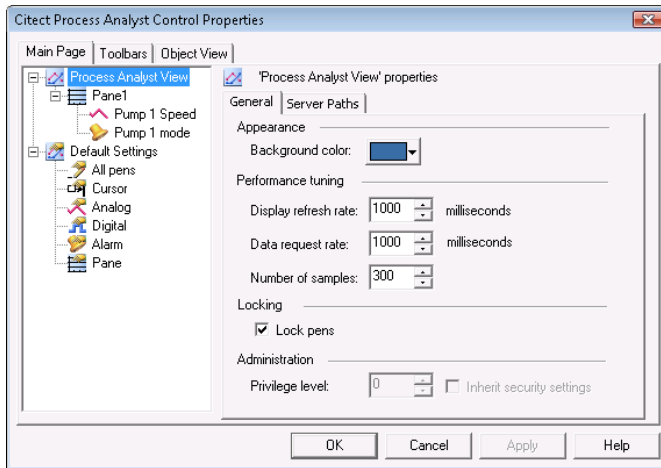 Citect Process Analyst Control Properties
Main Page
Toolbars
Object View
Process Analyst View
Pane1
Pump 1 Speed
Pump 1 mode
Default Settings
All pens
Cursor
Analog
Digital
Alarm
Pane
'Process Analyst View' properties
General
Server Paths
Appearance
Background color:
Performance tuning
Display refresh rate: 1000 milliseconds
Data request rate: 1000 milliseconds
Number of samples: 300
Locking
Lock pens
Administration
Privilege level: 0 Inherit security settings
OK
Cancel
Apply
Help